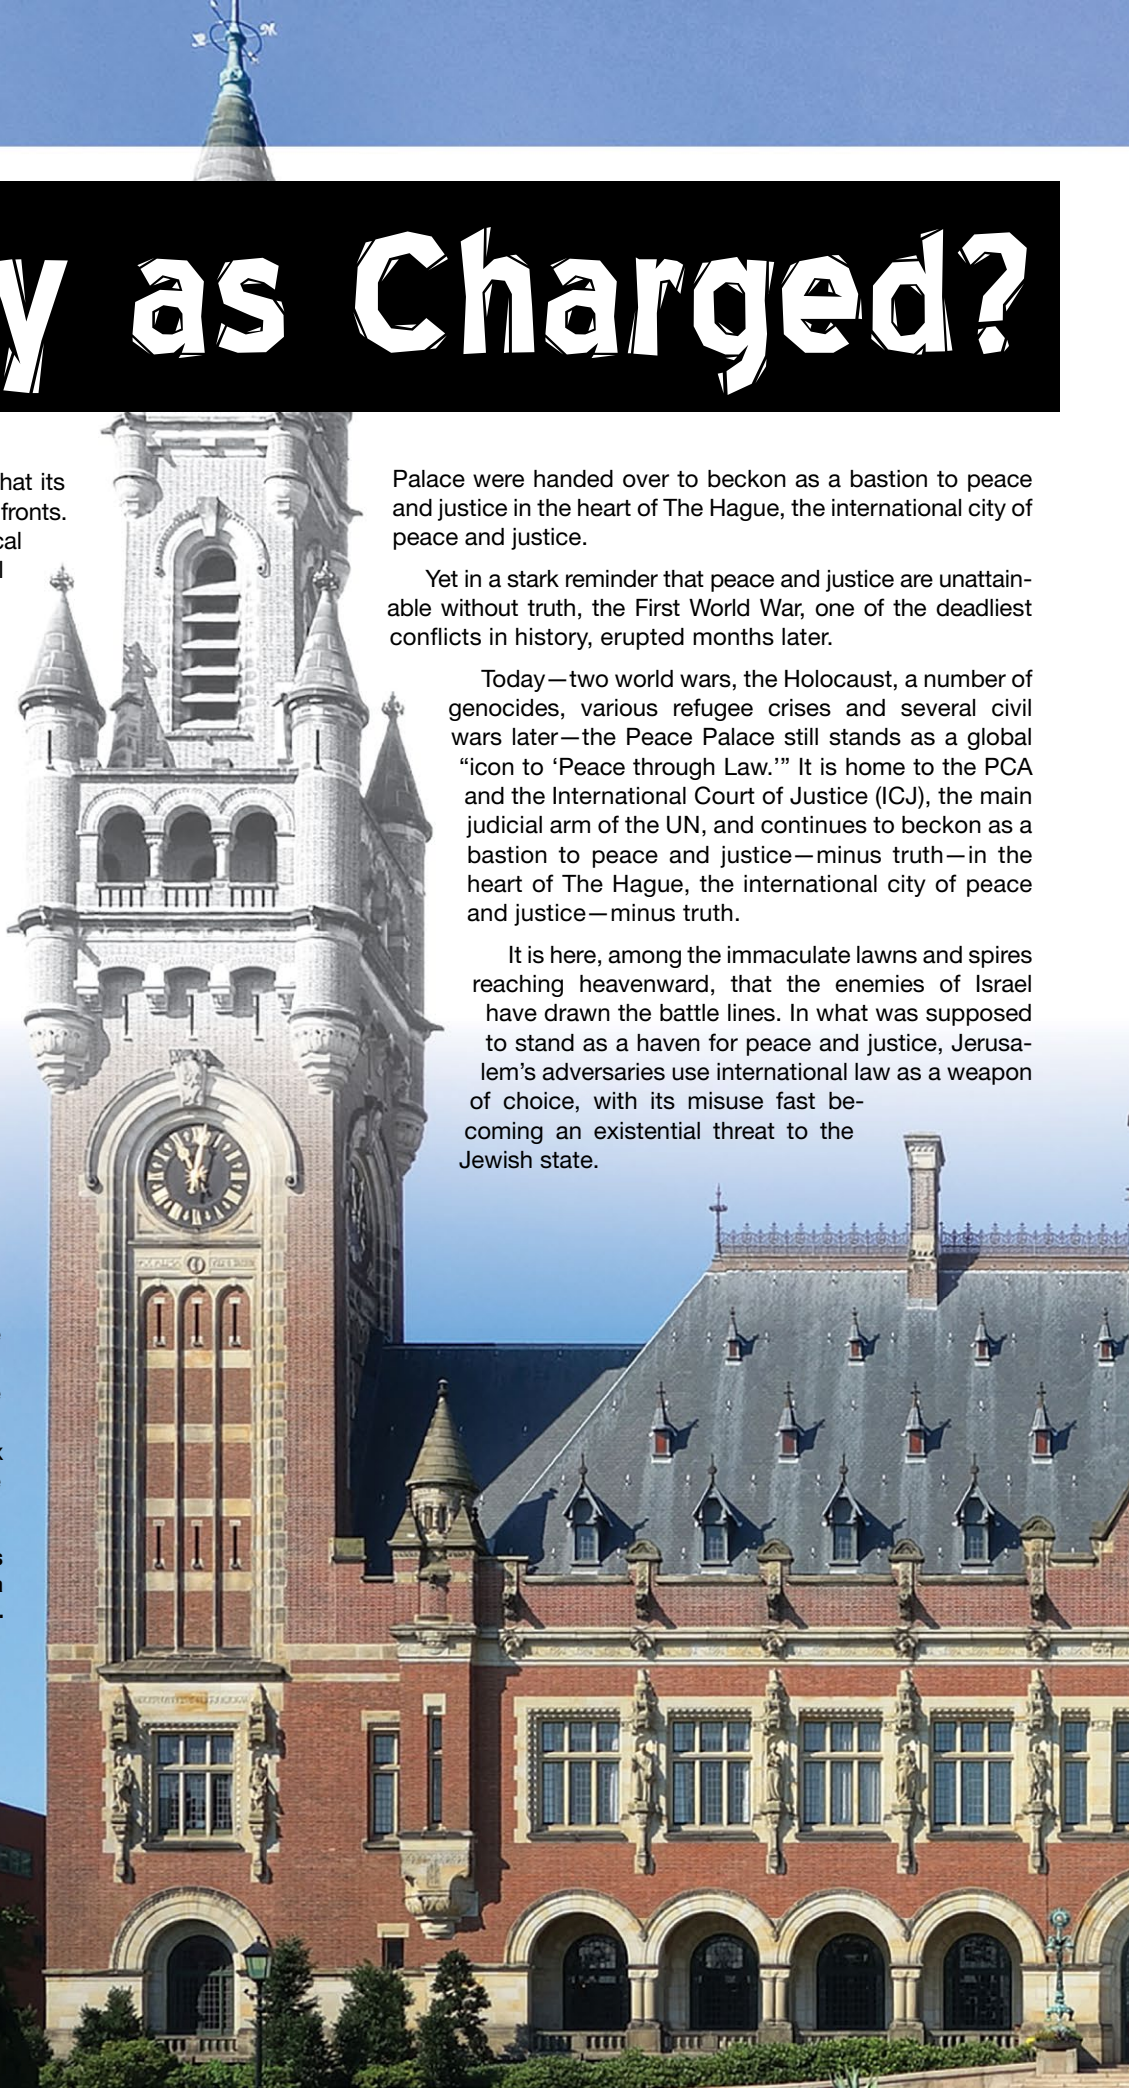 y as Charged?
hat its
fronts.
cal
Palace were handed over to beckon as a bastion to peace
and justice in the heart of The Hague, the international city of
peace and justice.
Yet in a stark reminder that peace and justice are unattain-
able without truth, the First World War, one of the deadliest
conflicts in history, erupted months later.
Today—two world wars, the Holocaust, a number of
genocides, various refugee crises and several civil
wars later—the Peace Palace still stands as a global
“icon to ‘Peace through Law.’” It is home to the PCA
and the International Court of Justice (ICJ), the main
judicial arm of the UN, and continues to beckon as a
bastion to peace and justice—minus truth—in the
heart of The Hague, the international city of peace
and justice—minus truth.
It is here, among the immaculate lawns and spires
reaching heavenward, that the enemies of Israel
have drawn the battle lines. In what was supposed
to stand as a haven for peace and justice, Jerusa-
lem’s adversaries use international law as a weapon
of choice, with its misuse fast be-
coming an existential threat to the
Jewish state.